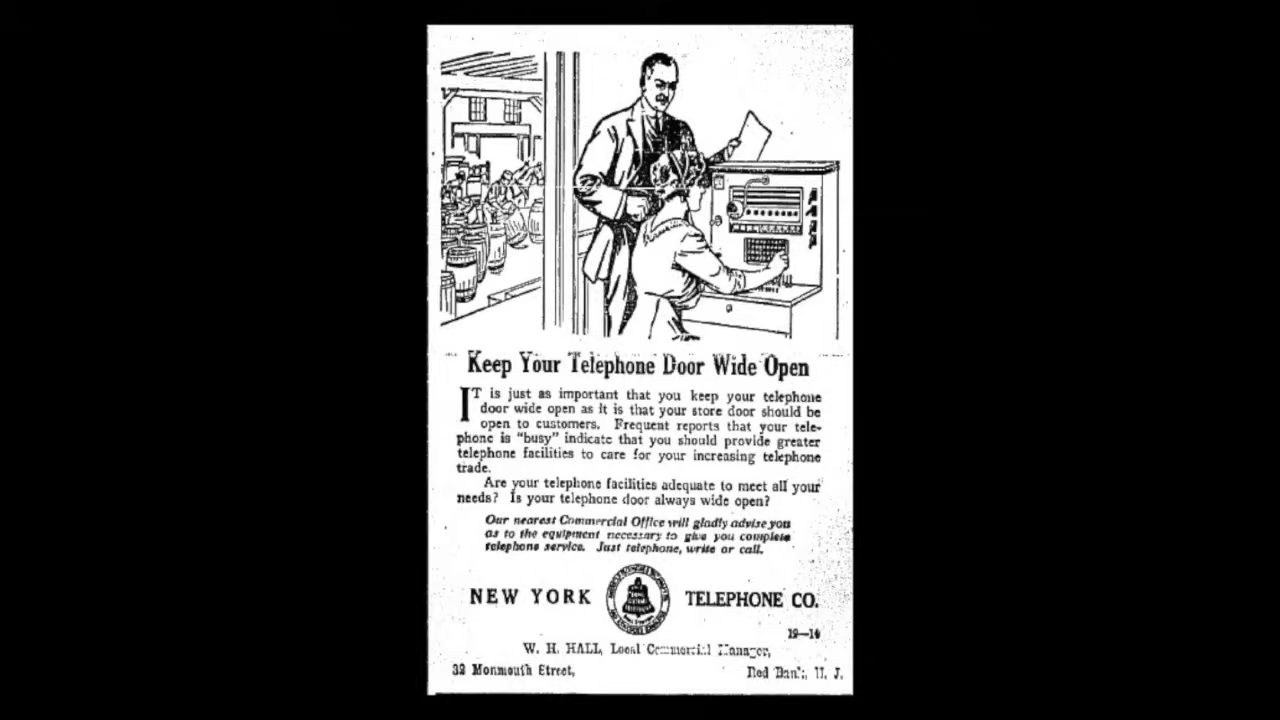 Keep Your Telephone Door Wide Open
IT is just as important that you keep your telephone
door wide open as it is that your store door should be
open to customers. Frequent reports that your tele-
phone is "busy" indicate that you should provide greater
telephone facilities to care for your increasing telephone
trade.
Are your telephone facilities adequate to meet all your
needs? Is your telephone door always wide open?
Our nearest Commercial Office will gladly advise you
as to the equipment necessary to give you complete
telephone service. Just telephone, write or call.
NEW YORK TELEPHONE CO.
W. H. HALL, Local Commercial Manager,
32 Monmouth Street, Red Bank, N. J.